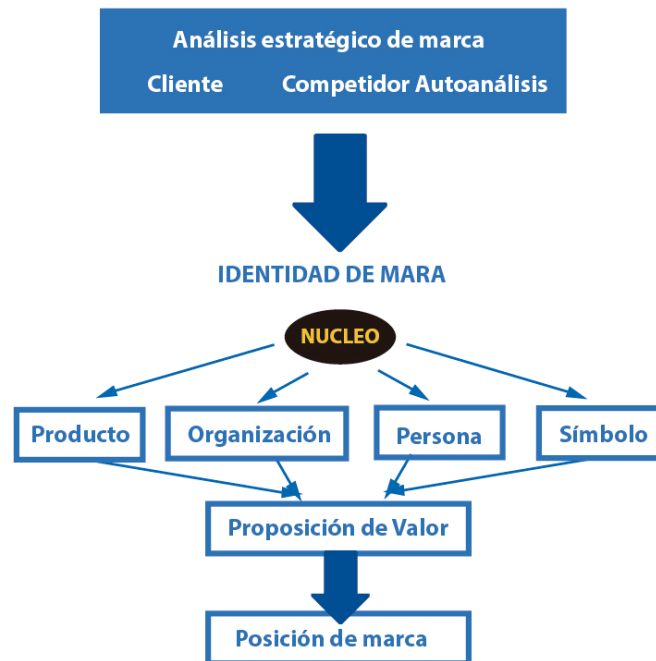 Análisis estratégico de marca
Cliente Competidor Autoanálisis
IDENTIDAD DE MARA
NUCLEO
Producto Organización Persona Símbolo
Proposición de Valor
Posición de marca